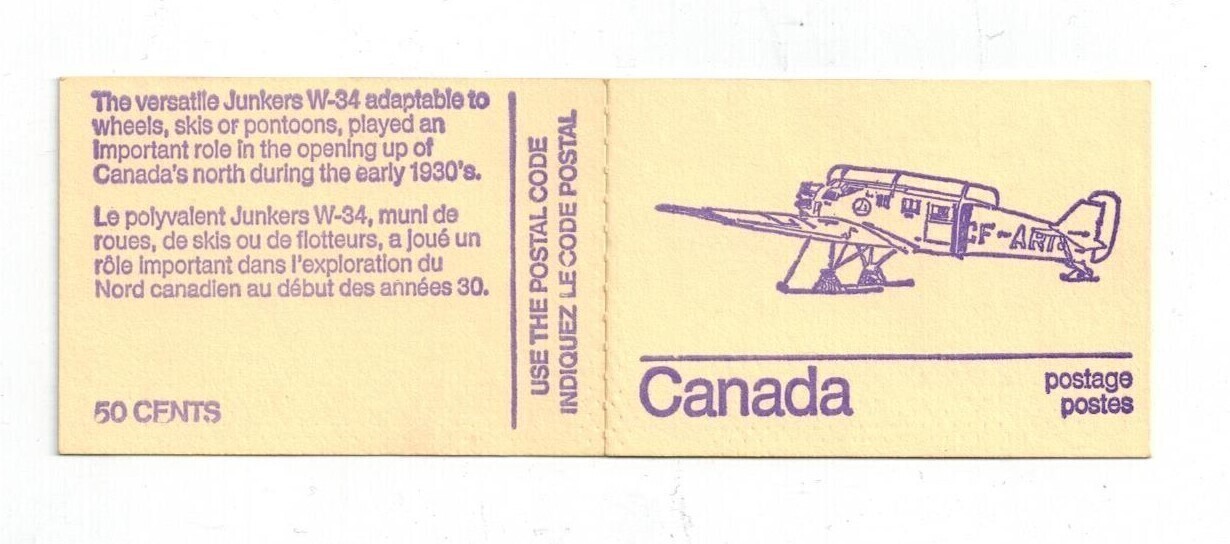 The versatile Junkers W-34 adaptable to
wheels, skis or pontoons, played an
important role in the opening up of
Canada's north during the early 1930's.
Le polyvalent Junkers W-34, muni de
roues, de skis ou de flotteurs, a joué un
rôle important dans l'exploration du
Nord canadien au début des années 30.
50 CENTS
USE THE POSTAL CODE
INDIQUEZ LE CODE POSTAL
CF-ART
Canada
postage
postes